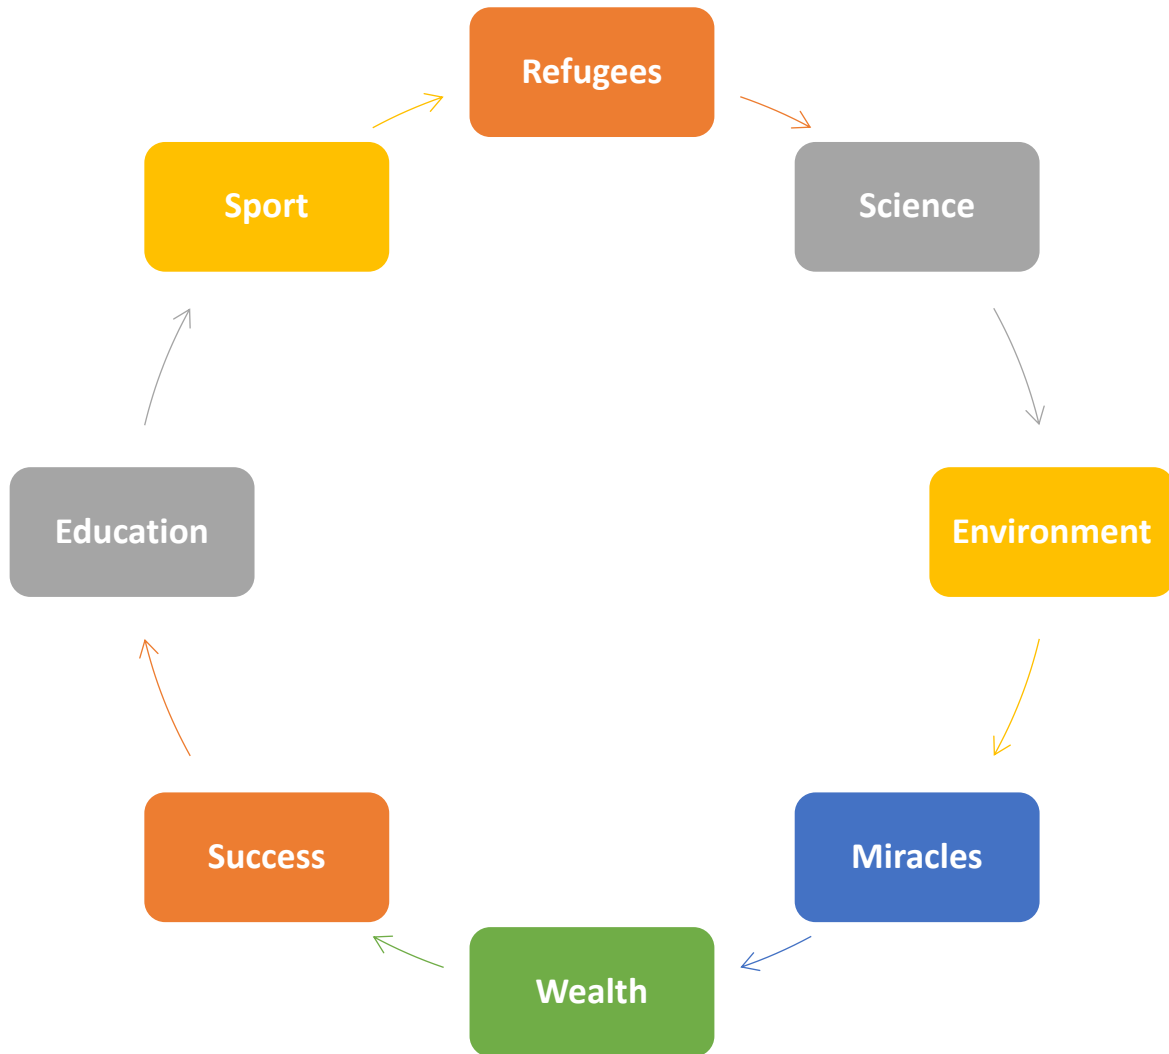 Refugees
Science
Environment
Miracles
Wealth
Success
Education
Sport